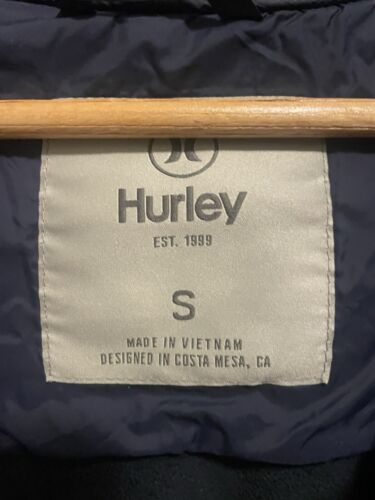 Hurley
EST. 1999
S
MADE IN VIETNAM
DESIGNED IN COSTA MESA, CA